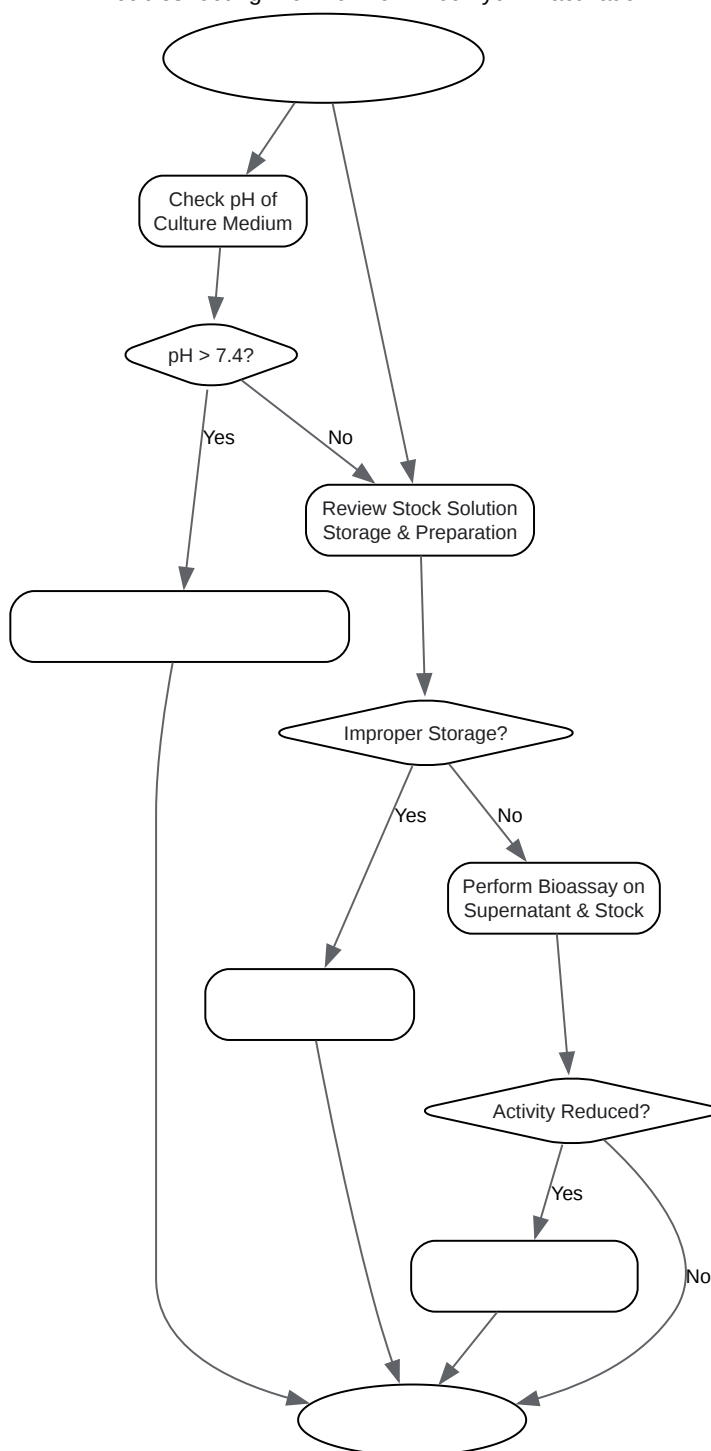 Check pH of
Culture Medium
pH > 7.4?
Yes
No
Review Stock Solution
Storage & Preparation
Improper Storage?
Yes
No
Perform Bioassay on
Supernatant & Stock
Activity Reduced?
Yes
No